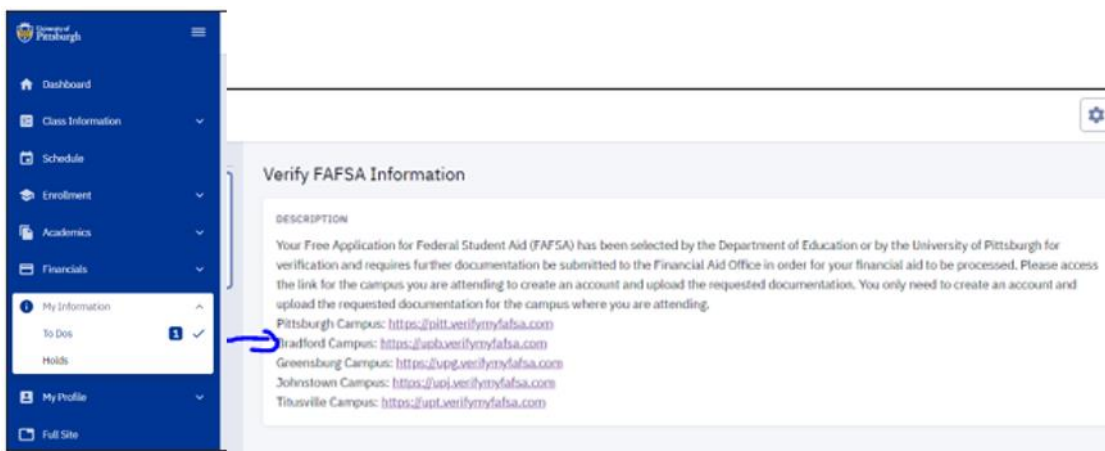 University of
Pittsburgh
Dashboard
Class Information
Schedule
Enrollment
Academics
Financials
My Information
To Dos 1
Holds
My Profile
Full Site
Verify FAFSA Information
DESCRIPTION
Your Free Application for Federal Student Aid (FAFSA) has been selected by the Department of Education or by the University of Pittsburgh for
verification and requires further documentation be submitted to the Financial Aid Office in order for your financial aid to be processed. Please access
the link for the campus you are attending to create an account and upload the requested documentation. You only need to create an account and
upload the requested documentation for the campus where you are attending.
Pittsburgh Campus: https://pitt.verifymyfafsa.com
Bradford Campus: https://upb.verifymyfafsa.com
Greensburg Campus: https://upg.verifymyfafsa.com
Johnstown Campus: https://upj.verifymyfafsa.com
Titusville Campus: https://upt.verifymyfafsa.com